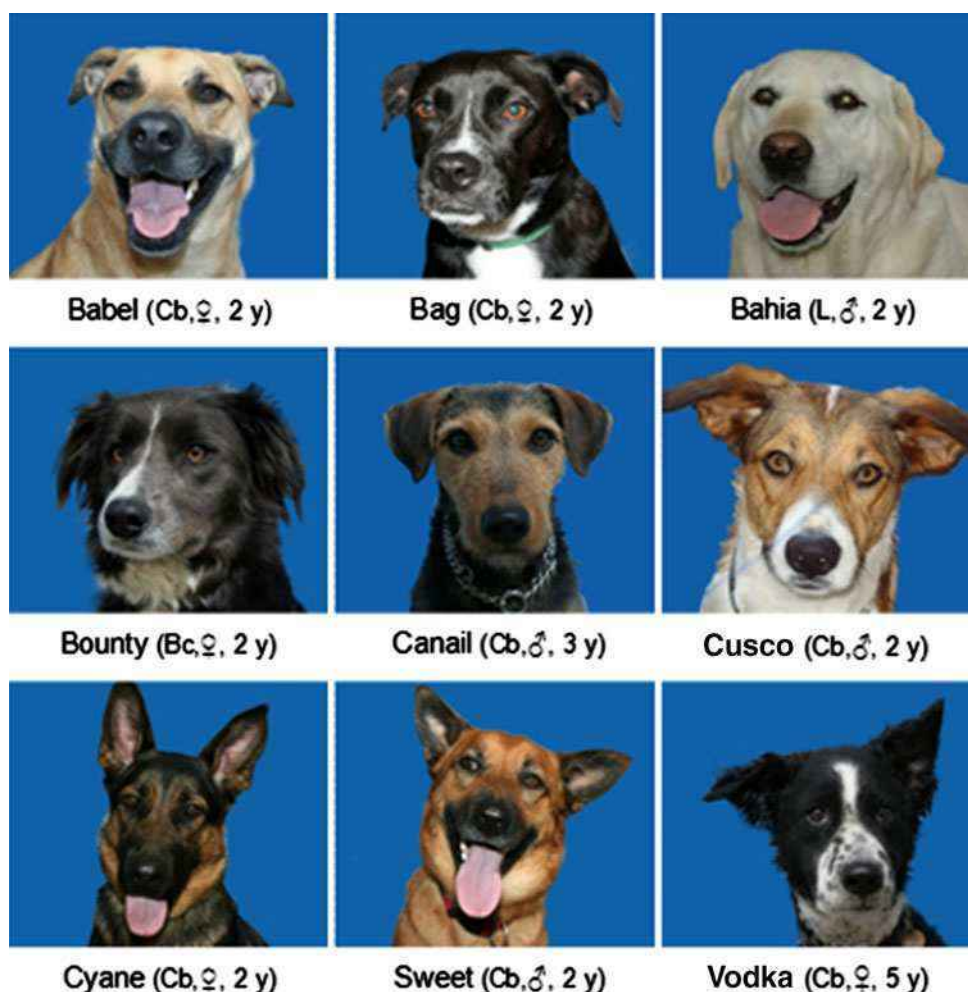 Babel (Cb,♀, 2 y)
Bag (Cb,♀, 2 y)
Bahia (L,♂, 2 y)
Bounty (Bc,♀, 2 y)
Canail (Cb,♂, 3 y)
Cusco (Cb,♂, 2 y)
Cyane (Cb,♀, 2 y)
Sweet (Cb,♂, 2 y)
Vodka (Cb,♀, 5 y)